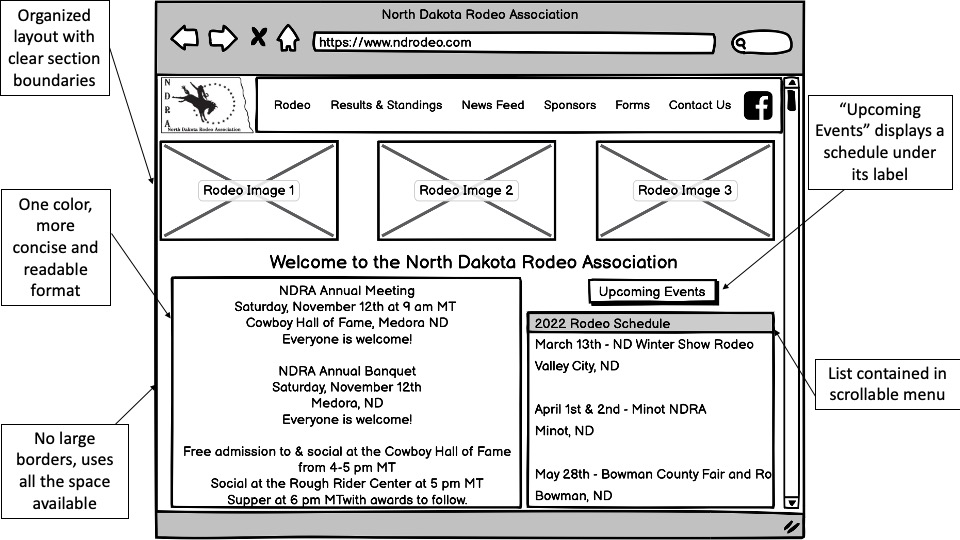 Organized
layout with
clear section
boundaries
North Dakota Rodeo Association
https://www.ndrodeo.com
N
D
R
A
North Dakota Rodeo Association
Rodeo
Results & Standings
News Feed
Sponsors
Forms
Contact Us
f
“Upcoming
Events” displays a
schedule under
its label
Rodeo Image 1
Rodeo Image 2
Rodeo Image 3
One color,
more
concise and
readable
format
Welcome to the North Dakota Rodeo Association
NDRA Annual Meeting
Saturday, November 12th at 9 am MT
Cowboy Hall of Fame, Medora ND
Everyone is welcome!
NDRA Annual Banquet
Saturday, November 12th
Medora, ND
Everyone is welcome!
Free admission to & social at the Cowboy Hall of Fame
from 4-5 pm MT
Social at the Rough Rider Center at 5 pm MT
Supper at 6 pm MTwith awards to follow.
Upcoming Events
2022 Rodeo Schedule
March 13th - ND Winter Show Rodeo
Valley City, ND
April 1st & 2nd - Minot NDRA
Minot, ND
May 28th - Bowman County Fair and Ro
Bowman, ND
List contained in
scrollable menu
No large
borders, uses
all the space
available